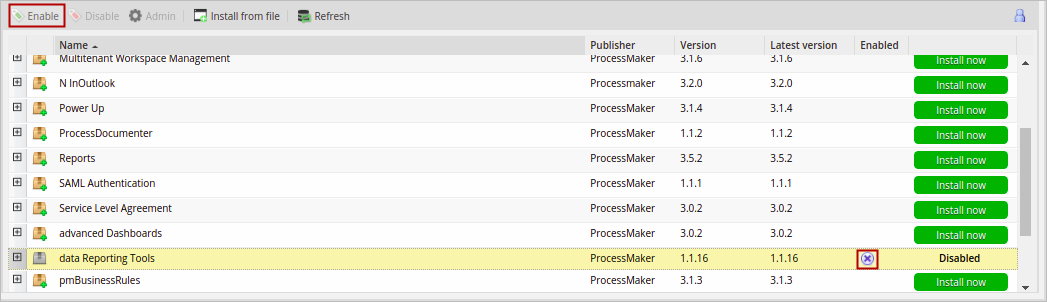 Enable Disable Admin Install from file Refresh
Name Publisher Version Latest version Enabled
Multitenant Workspace Management ProcessMaker 3.1.6 3.1.6 Install now
N InOutlook Processmaker 3.2.0 3.2.0 Install now
Power Up ProcessMaker 3.1.4 3.1.4 Install now
ProcessDocumenter ProcessMaker 1.1.2 1.1.2 Install now
Reports ProcessMaker 3.5.2 3.5.2 Install now
SAML Authentication ProcessMaker 1.1.1 1.1.1 Install now
Service Level Agreement ProcessMaker 3.0.2 3.0.2 Install now
advanced Dashboards ProcessMaker 3.0.2 3.0.2 Install now
data Reporting Tools ProcessMaker 1.1.16 1.1.16 Disabled
pmBusinessRules ProcessMaker 3.1.3 3.1.3 Install now